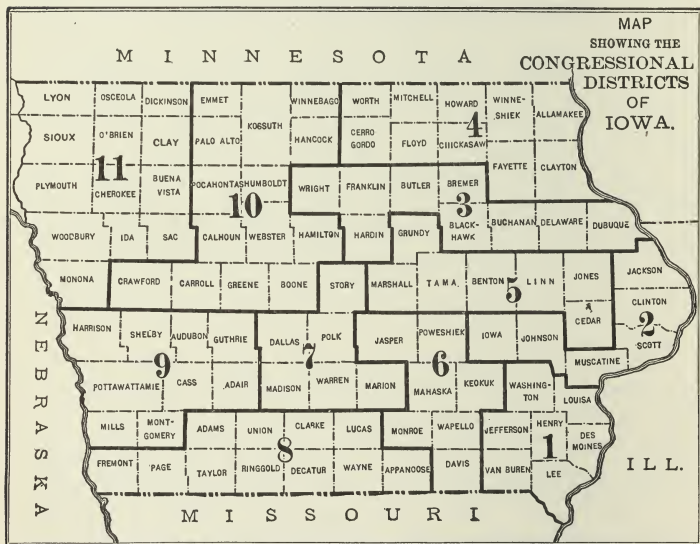 MAP
SHOWING THE
CONGRESSIONAL
DISTRICTS
OF
IOWA.
MINNESOTA
LYON OSCEOLA DICKINSON EMMET WINNEBAGO WORTH MITCHELL HOWARD WINNE-
SHIEK ALLAMAKEE
KOSSUTH
SIOUX O'BRIEN CLAY PALO ALTO HANCOCK CERRO
GORDO FLOYD 4 CHICKASAW
11 FAYETTE CLAYTON
PLYMOUTH CHEROKEE BUENA
VISTA POCAHONTAS HUMBOLDT WRIGHT FRANKLIN BUTLER BREMER
10 3
WOODBURY IDA SAC CALHOUN WEBSTER HAMILTON HARDIN GRUNDY BLACK-
HAWK BUCHANAN DELAWARE DUBUQUE
MONONA CRAWFORD CARROLL GREENE BOONE STORY MARSHALL TAMA BENTON 5 LINN JONES JACKSON
CEDAR CLINTON
2
SCOTT
HARRISON SHELBY AUDUBON GUTHRIE DALLAS POLK JASPER POWESHIEK IOWA JOHNSON
MUSCATINE
9 7 6
POTTAWATTAMIE CASS ADAIR MADISON WARREN MARION MAHASKA KEOKUK WASHING-
TON LOUISA
MILLS MONT-
GOMERY ADAMS UNION CLARKE LUCAS MONROE WAPELLO JEFFERSON HENRY DES
MOINES
8 1
FREMONT PAGE TAYLOR RINGGOLD DECATUR WAYNE APPANOOSE DAVIS VAN BUREN LEE
NEBRASKA
ILL.
MISSOURI